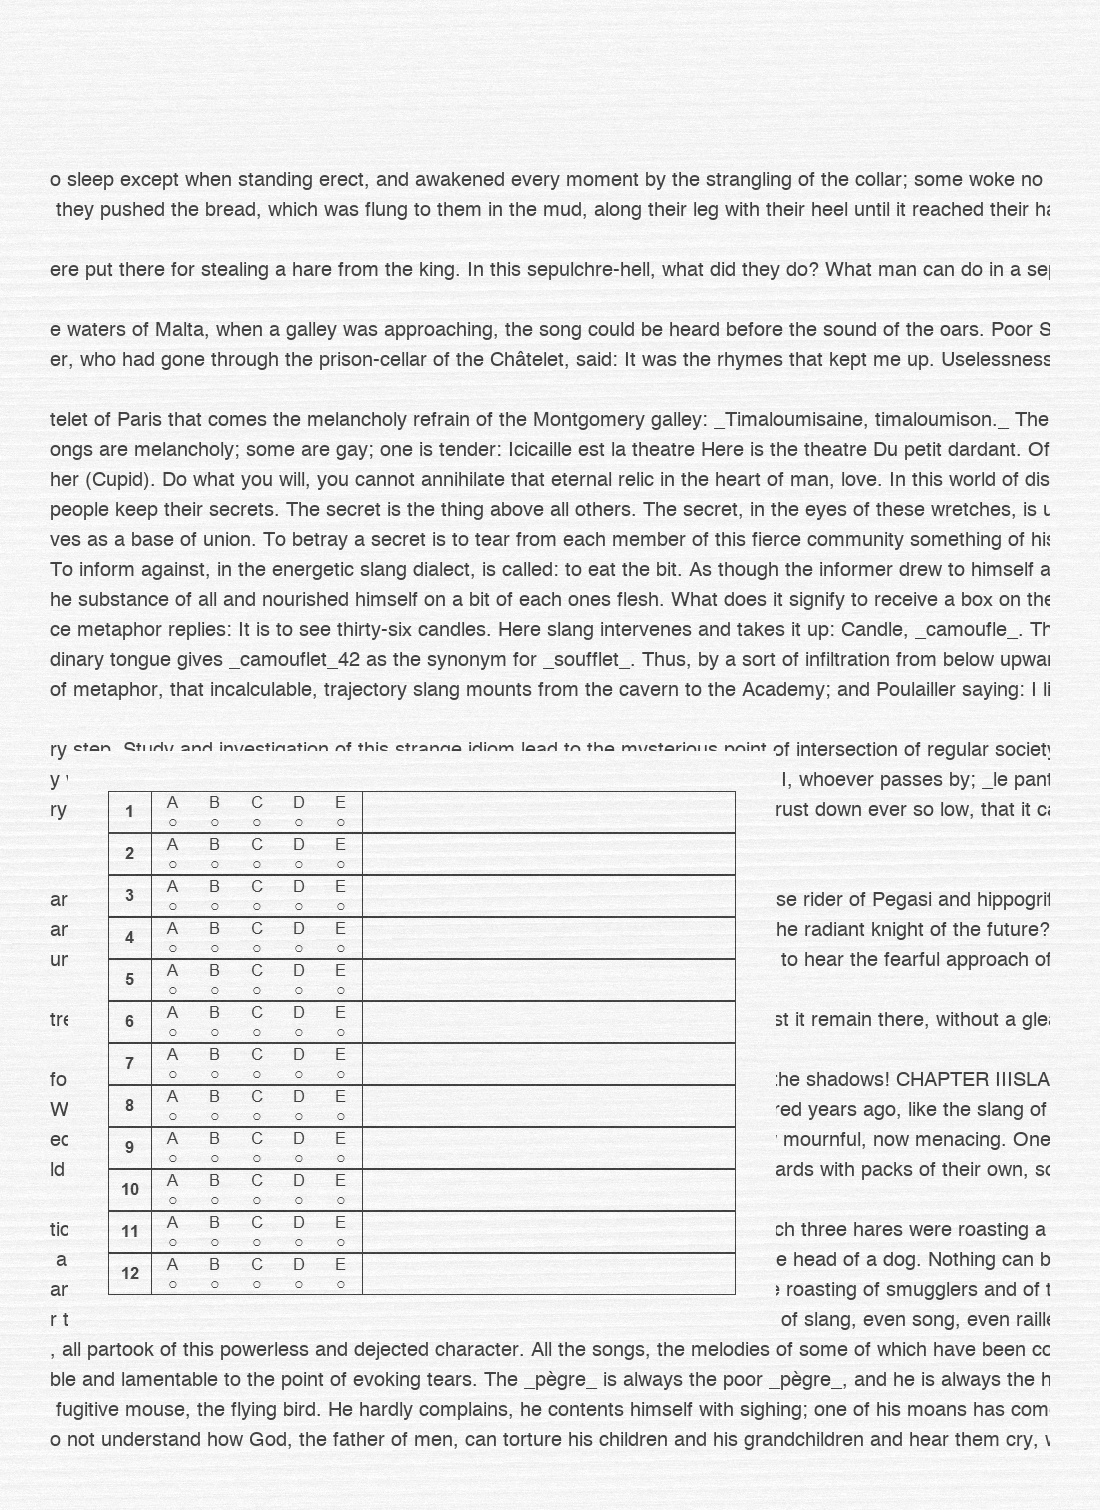 o sleep except when standing erect, and awakened every moment by the strangling of the collar; some woke no
they pushed the bread, which was flung to them in the mud, along their leg with their heel until it reached their
ere put there for stealing a hare from the king. In this sepulchre-hell, what did they do? What man can do in a
e waters of Malta, when a galley was approaching, the song could be heard before the sound of the oars. Poor S
er, who had gone through the prison-cellar of the Châtelet, said: It was the rhymes that kept me up. Uselessness
telet of Paris that comes the melancholy refrain of the Montgomery galley: _Timaloumisaine, timaloumison._ The
ongs are melancholy; some are gay; one is tender: Icicaille est la theatre Here is the theatre Du petit dardant. Of
her (Cupid). Do what you will, you cannot annihilate that eternal relic in the heart of man, love. In this world of dis
people keep their secrets. The secret is the thing above all others. The secret, in the eyes of these wretches, is
ves as a base of union. To betray a secret is to tear from each member of this fierce community something of his
To inform against, in the energetic slang dialect, is called: to eat the bit. As though the informer drew to himself a
he substance of all and nourished himself on a bit of each ones flesh. What does it signify to receive a box on the
ce metaphor replies: It is to see thirty-six candles. Here slang intervenes and takes it up: Candle, _camoufle_. Th
dinary tongue gives _camouflet_42 as the synonym for _soufflet_. Thus, by a sort of infiltration from below upwar
of metaphor, that incalculable, trajectory slang mounts from the cavern to the Academy; and Poulailler saying: I li
ry step. Study and investigation of this strange idiom lead to the mysterious point of intersection of regular society
y I, whoever passes by; _le pant
ry rust down ever so low, that it ca
1 A B C D E
2 A B C D E
3 A B C D E
4 A B C D E
5 A B C D E
6 A B C D E
7 A B C D E
8 A B C D E
9 A B C D E
10 A B C D E
11 A B C D E
12 A B C D E
ar se rider of Pegasi and hippogrif
ar he radiant knight of the future?
ur to hear the fearful approach of
tre st it remain there, without a glea
fo the shadows! CHAPTER IIISLA
W red years ago, like the slang of
ec mournful, now menacing. One
ld ards with packs of their own, so
tio ch three hares were roasting a
a e head of a dog. Nothing can b
ar roasting of smugglers and of t
r t of slang, even song, even raille
, all partook of this powerless and dejected character. All the songs, the melodies of some of which have been co
ble and lamentable to the point of evoking tears. The _pègre_ is always the poor _pègre_, and he is always the h
fugitive mouse, the flying bird. He hardly complains, he contents himself with sighing; one of his moans has com
o not understand how God, the father of men, can torture his children and his grandchildren and hear them cry,